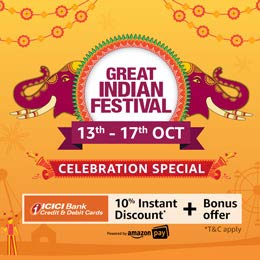 GREAT
INDIAN
FESTIVAL
13th - 17th OCT
CELEBRATION SPECIAL
ICICI Bank
Credit & Debit Cards
10% Instant
Discount*
+
Bonus
offer
*T&C apply
Powered by amazon pay